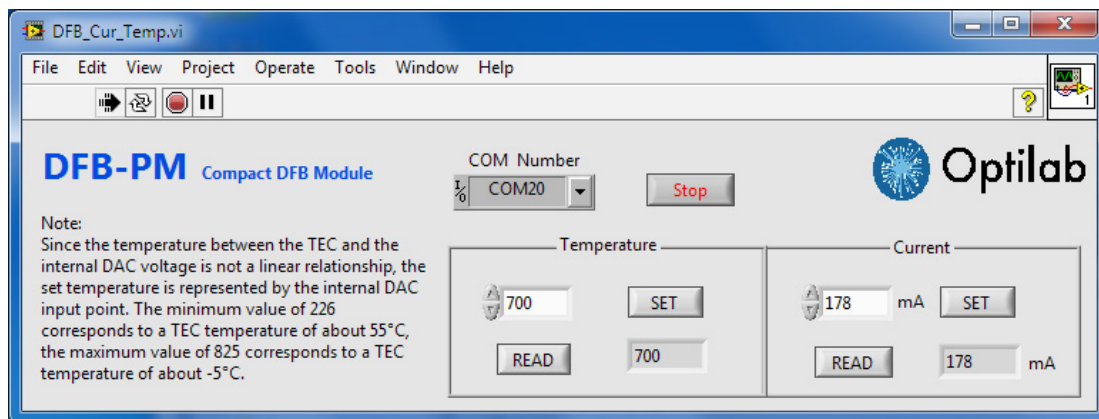 DFB_Cur_Temp.vi
File Edit View Project Operate Tools Window Help
1
DFB-PM Compact DFB Module
COM Number
I/O COM20
Stop
Optilab
Note:
Since the temperature between the TEC and the
internal DAC voltage is not a linear relationship, the
set temperature is represented by the internal DAC
input point. The minimum value of 226
corresponds to a TEC temperature of about 55°C,
the maximum value of 825 corresponds to a TEC
temperature of about -5°C.
Temperature
700 SET
READ 700
Current
178 mA SET
READ 178 mA